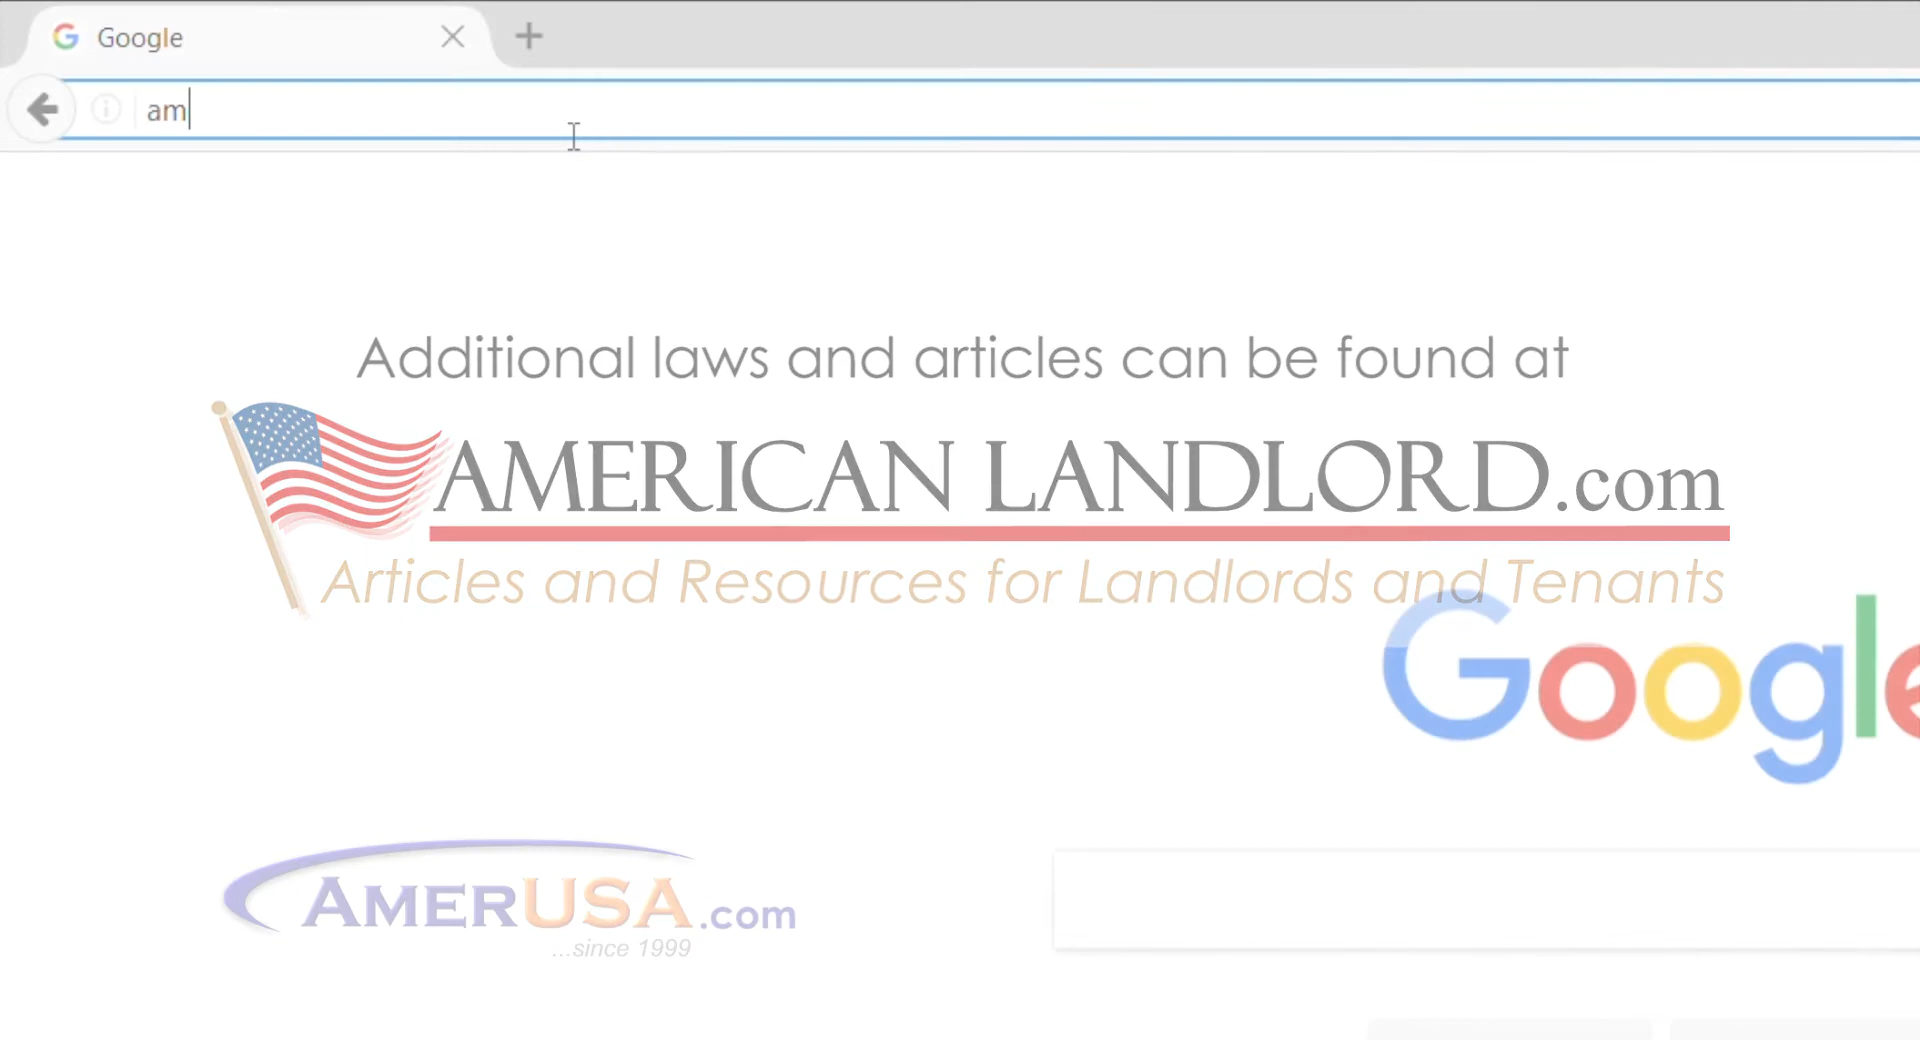 Google
am
Additional laws and articles can be found at
AMERICAN LANDLORD.com
Articles and Resources for Landlords and Tenants
Google
AMERUSA.com
...since 1999